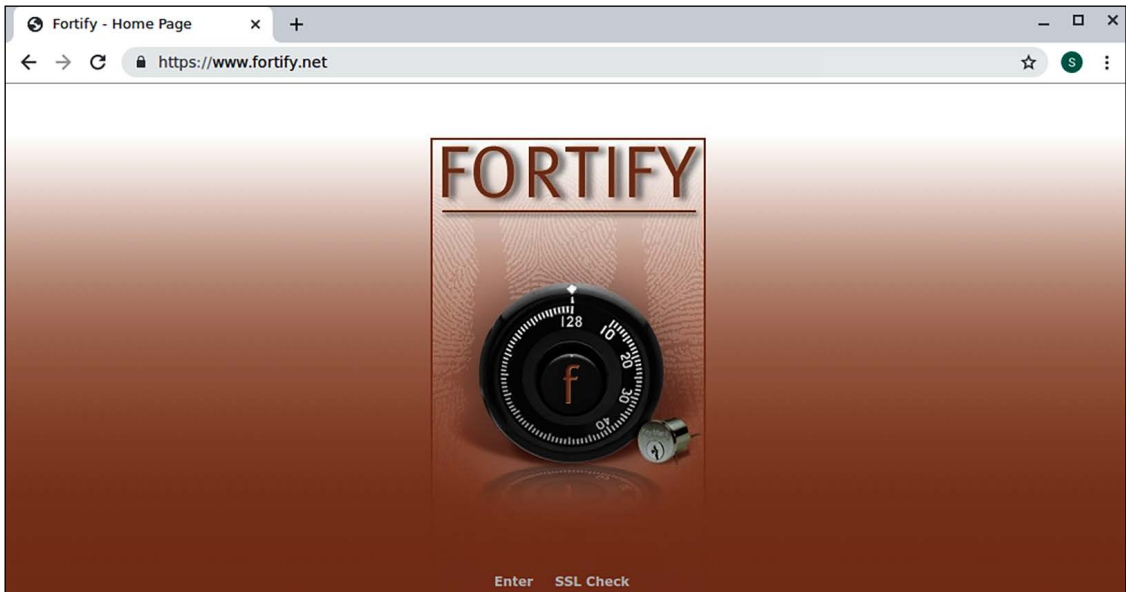 Fortify - Home Page
https://www.fortify.net
S
FORTIFY
128
10
20
30
40
f
Enter SSL Check